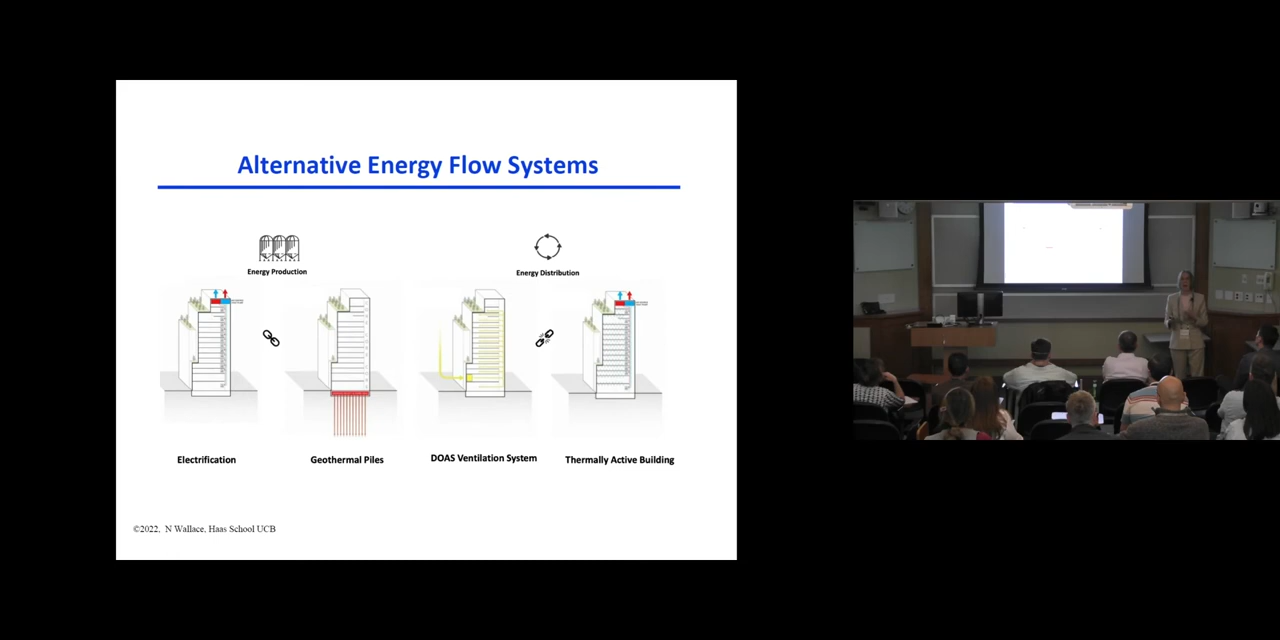 Alternative Energy Flow Systems
Energy Production
Energy Distribution
Electrification
Geothermal Piles
DOAS Ventilation System
Thermally Active Building
©2022, N Wallace, Haas School UCB